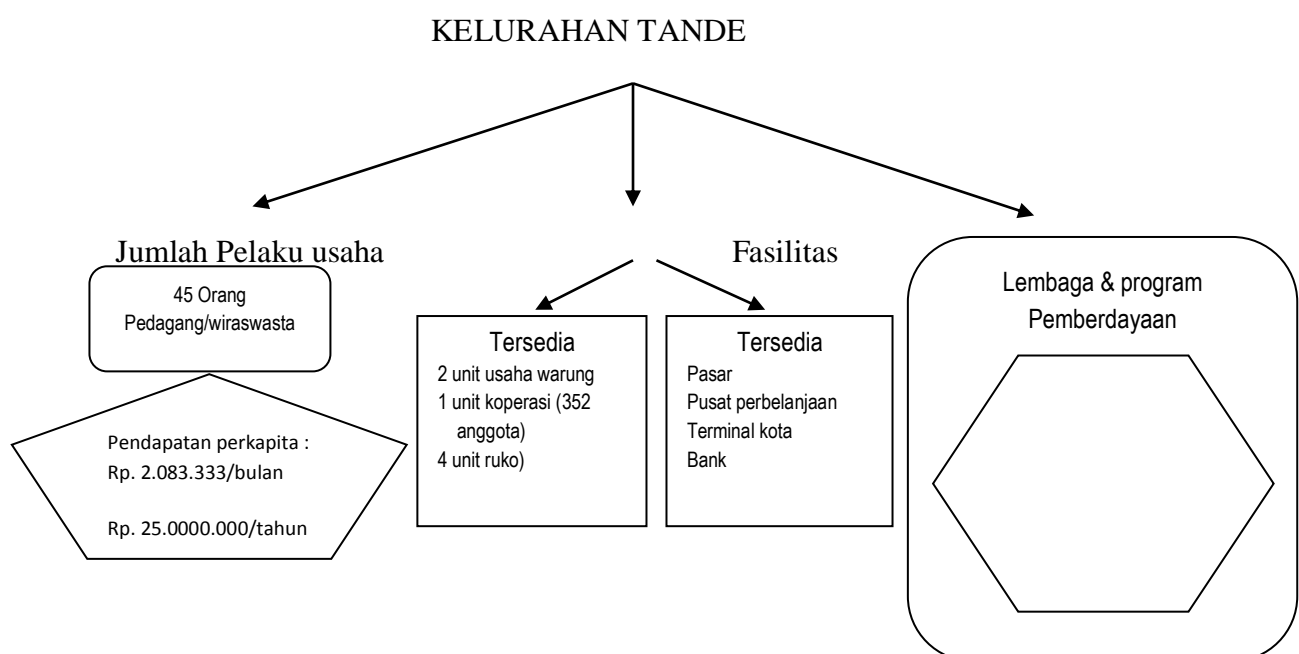 KELURAHAN TANDE
Jumlah Pelaku usaha
45 Orang
Pedagang/wiraswasta
Pendapatan perkapita :
Rp. 2.083.333/bulan
Rp. 25.0000.000/tahun
Fasilitas
Tersedia
2 unit usaha warung
1 unit koperasi (352
anggota)
4 unit ruko)
Tersedia
Pasar
Pusat perbelanjaan
Terminal kota
Bank
Lembaga & program
Pemberdayaan